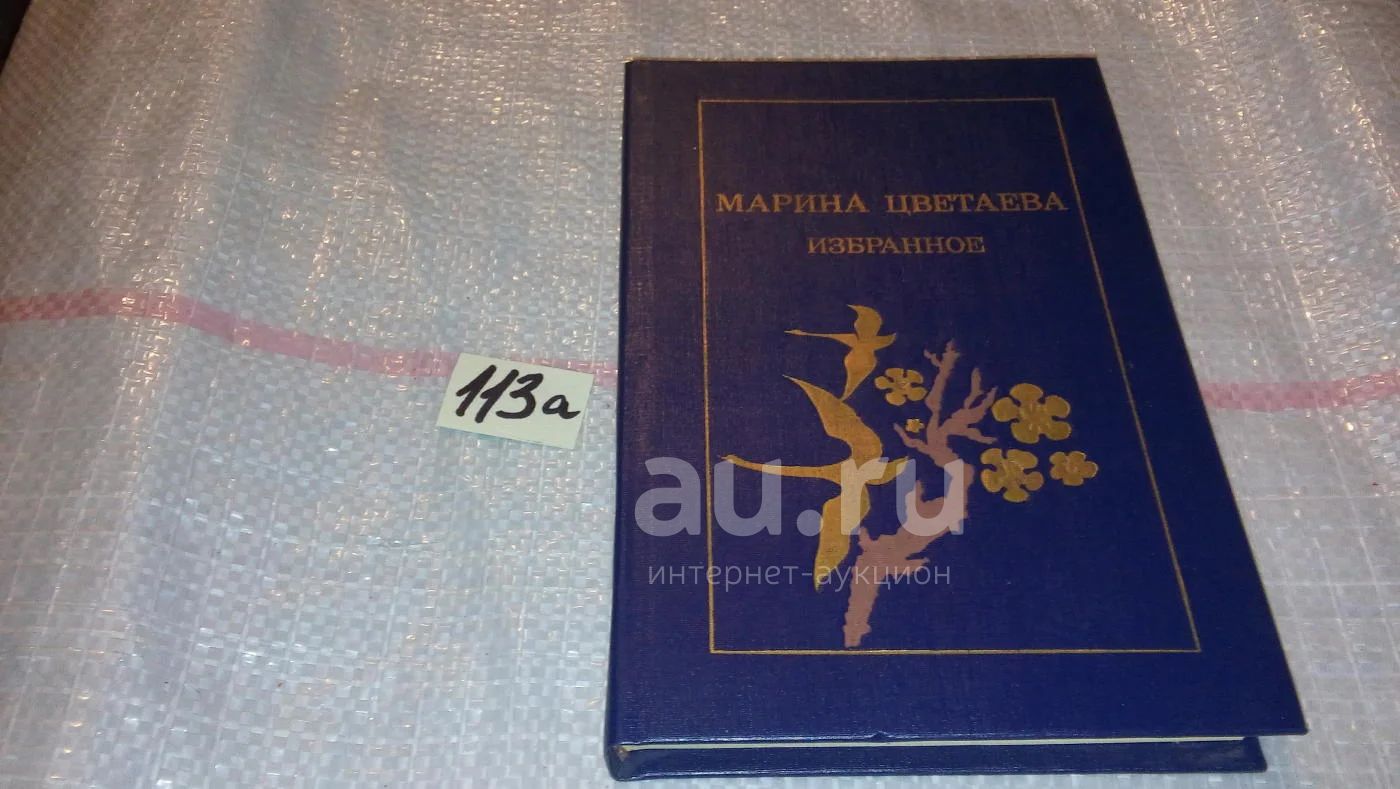 МАРИНА ЦВЕТАЕВА
ИЗБРАННОЕ
113а
au.ru
интернет-аукцион